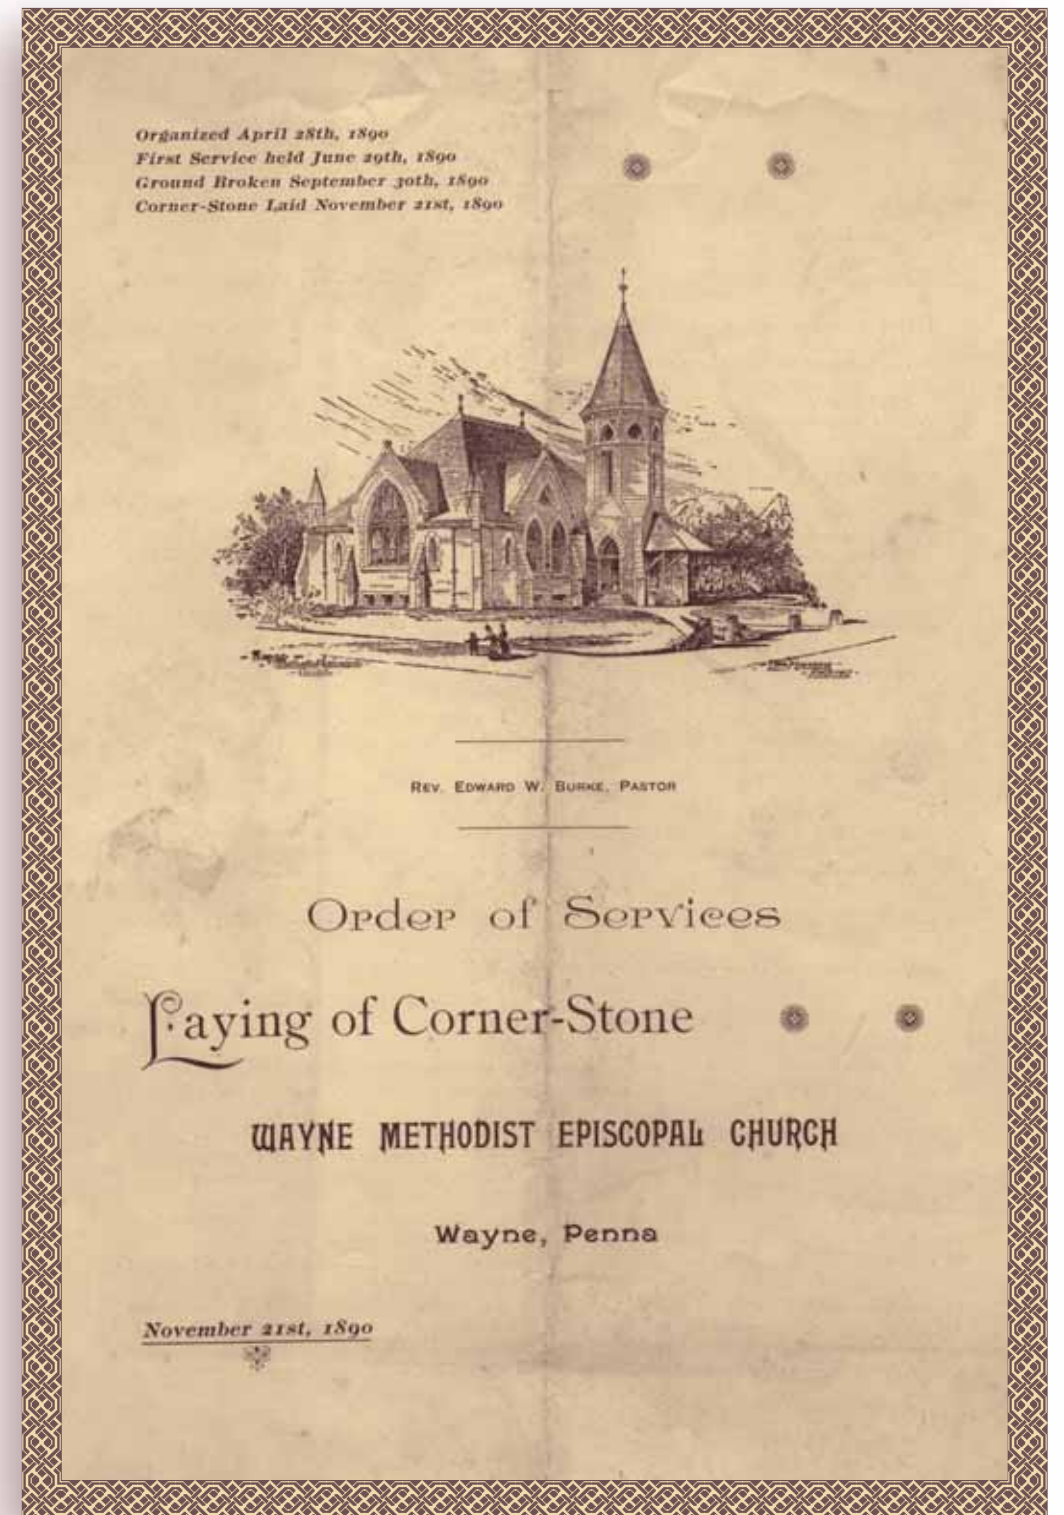 Organized April 28th, 1890
First Service held June 29th, 1890
Ground Broken September 30th, 1890
Corner-Stone Laid November 21st, 1890
REV. EDWARD W. BURKE, PASTOR
Order of Services
Laying of Corner-Stone
WAYNE METHODIST EPISCOPAL CHURCH
Wayne, Penna
November 21st, 1890